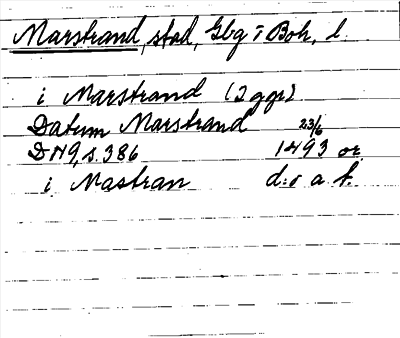 Marstrand, stad, Gbg o Boh, l.
i Marstrand (2 ggr)
Datum Marstrand 23/6
DN9, s. 386 1493 or.
i Mastran d:o a. k.